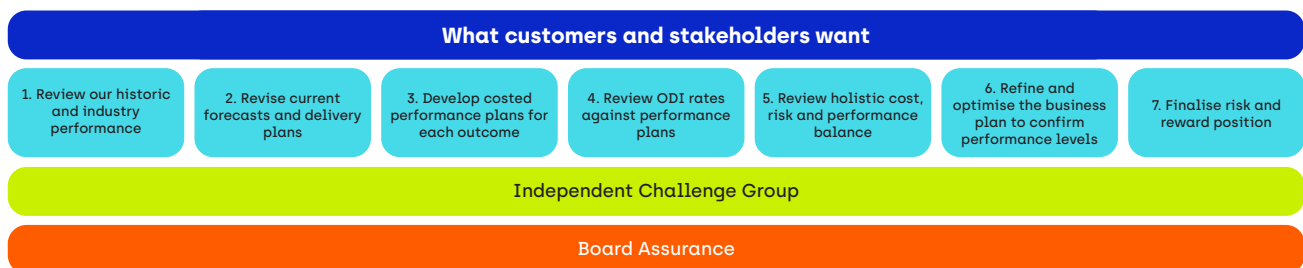 What customers and stakeholders want
1. Review our historic
and industry
performance
2. Revise current
forecasts and delivery
plans
3. Develop costed
performance plans for
each outcome
4. Review ODI rates
against performance
plans
5. Review holistic cost,
risk and performance
balance
6. Refine and
optimise the business
plan to confirm
performance levels
7. Finalise risk and
reward position
Independent Challenge Group
Board Assurance